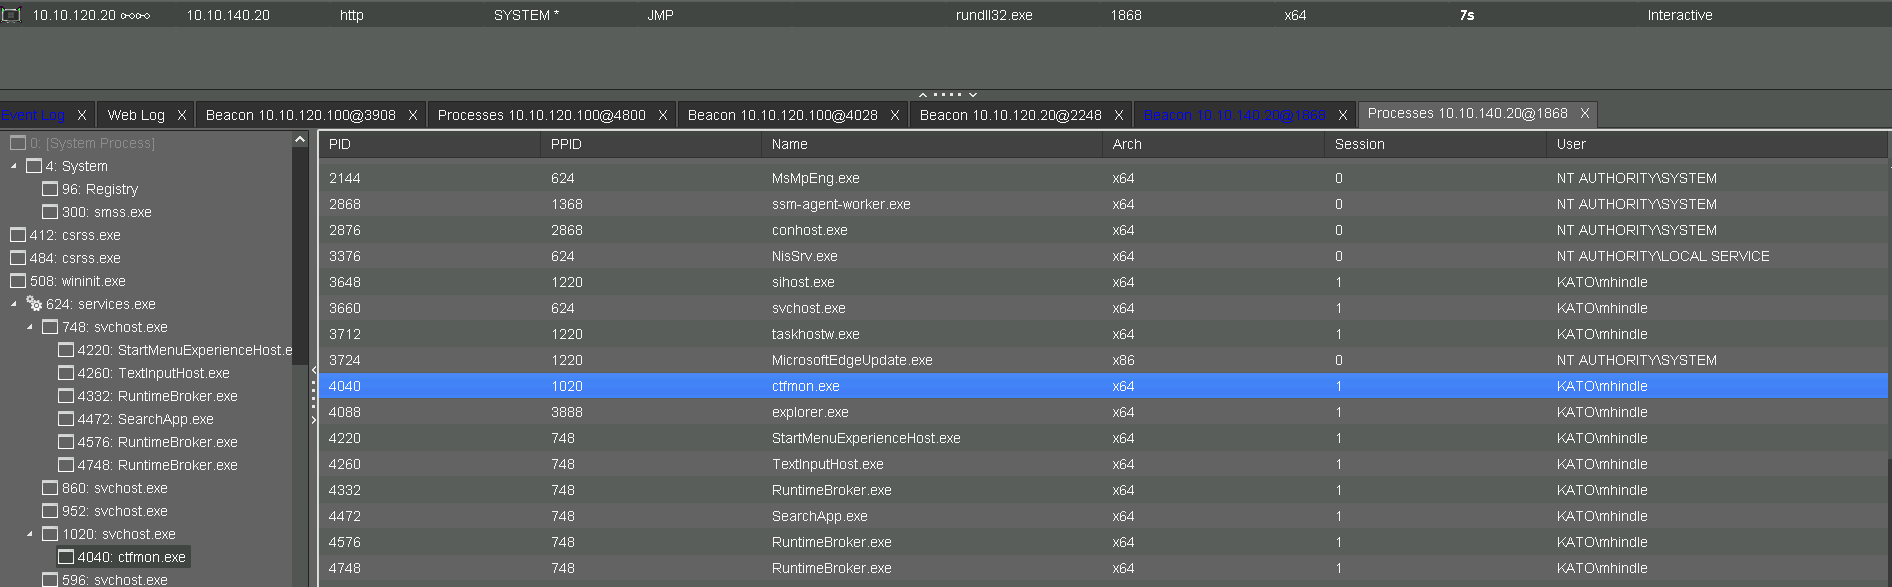 10.10.120.20 10.10.140.20 http SYSTEM * JMP rundll32.exe 1868 x64 7s Interactive
Event Log X Web Log X Beacon 10.10.120.100@3908 X Processes 10.10.120.100@4800 X Beacon 10.10.120.100@4028 X Beacon 10.10.120.20@2248 X Beacon 10.10.140.20@1868 X Processes 10.10.140.20@1868 X
0: [System Process]
4: System
96: Registry
300: smss.exe
412: csrss.exe
484: csrss.exe
508: wininit.exe
624: services.exe
748: svchost.exe
4220: StartMenuExperienceHost.e
4260: TextInputHost.exe
4332: RuntimeBroker.exe
4472: SearchApp.exe
4576: RuntimeBroker.exe
4748: RuntimeBroker.exe
860: svchost.exe
952: svchost.exe
1020: svchost.exe
4040: ctfmon.exe
596: svchost.exe
PID PPID Name Arch Session User
2144 624 MsMpEng.exe x64 0 NT AUTHORITY\SYSTEM
2868 1368 ssm-agent-worker.exe x64 0 NT AUTHORITY\SYSTEM
2876 2868 conhost.exe x64 0 NT AUTHORITY\SYSTEM
3376 624 NisSrv.exe x64 0 NT AUTHORITY\LOCAL SERVICE
3648 1220 sihost.exe x64 1 KATO\mhindle
3660 624 svchost.exe x64 1 KATO\mhindle
3712 1220 taskhostw.exe x64 1 KATO\mhindle
3724 1220 MicrosoftEdgeUpdate.exe x86 0 NT AUTHORITY\SYSTEM
4040 1020 ctfmon.exe x64 1 KATO\mhindle
4088 3888 explorer.exe x64 1 KATO\mhindle
4220 748 StartMenuExperienceHost.exe x64 1 KATO\mhindle
4260 748 TextInputHost.exe x64 1 KATO\mhindle
4332 748 RuntimeBroker.exe x64 1 KATO\mhindle
4472 748 SearchApp.exe x64 1 KATO\mhindle
4576 748 RuntimeBroker.exe x64 1 KATO\mhindle
4748 748 RuntimeBroker.exe x64 1 KATO\mhindle